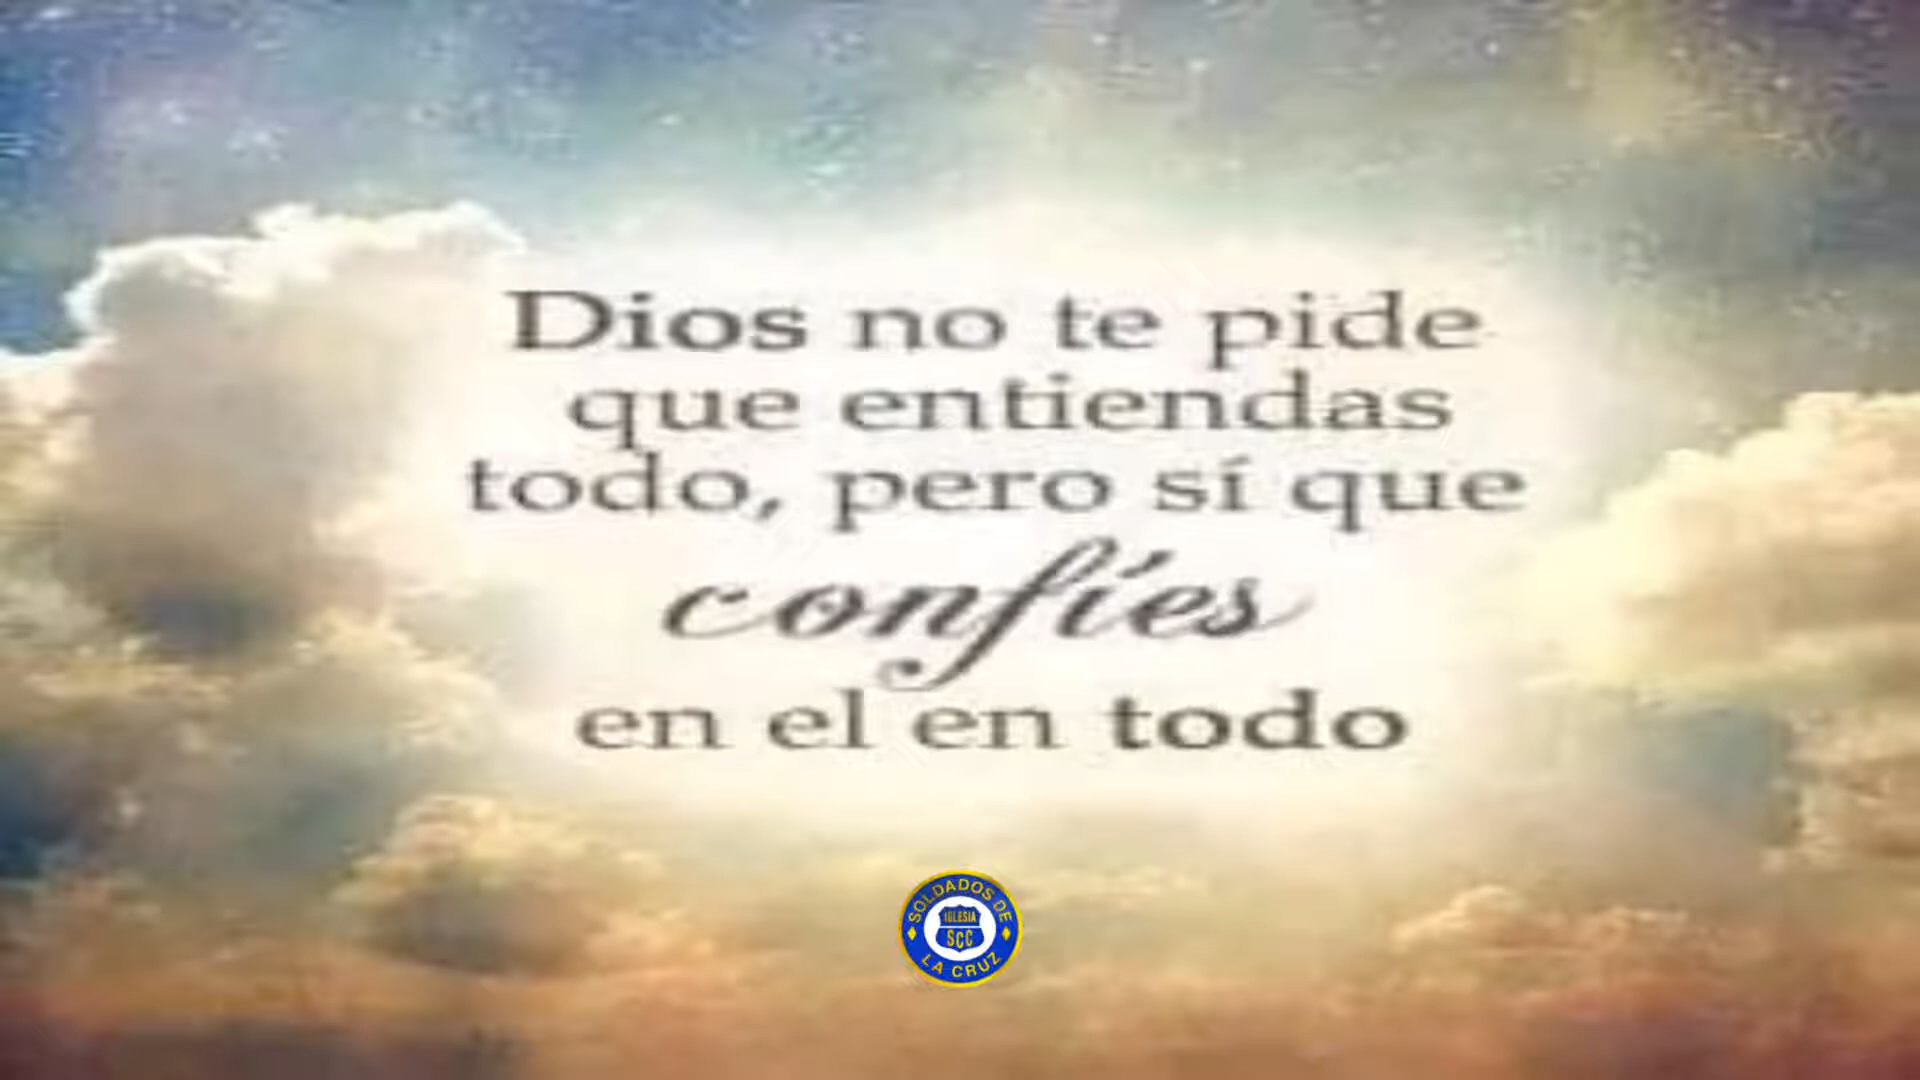 Dios no te pide
que entiendas
todo, pero sí que
confíes
en el en todo
SOLDADOS DE
IGLESIA
SCC
LA CRUZ